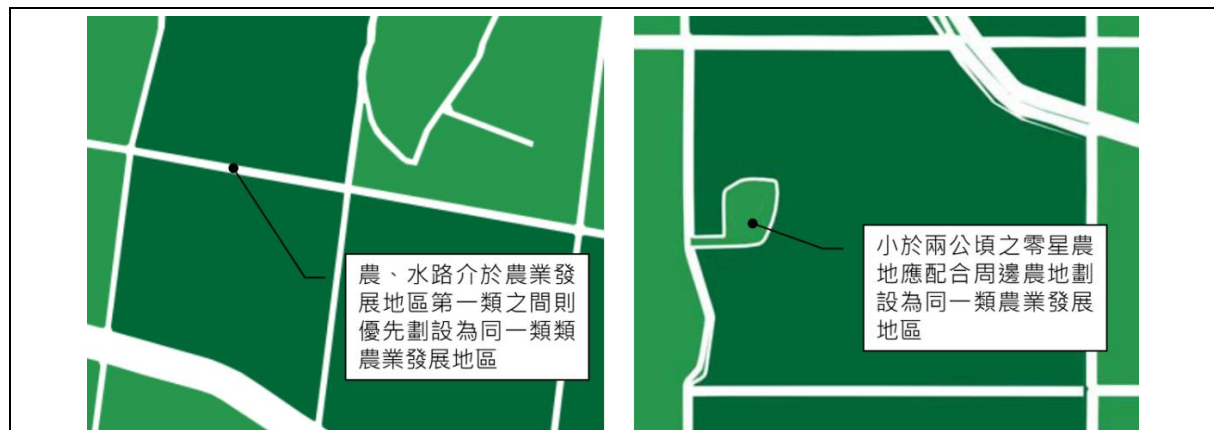 農、水路介於農業發
展地區第一類之間則
優先劃設為同一類類
農業發展地區
小於兩公頃之零星農
地應配合周邊農地劃
設為同一類農業發展
地區